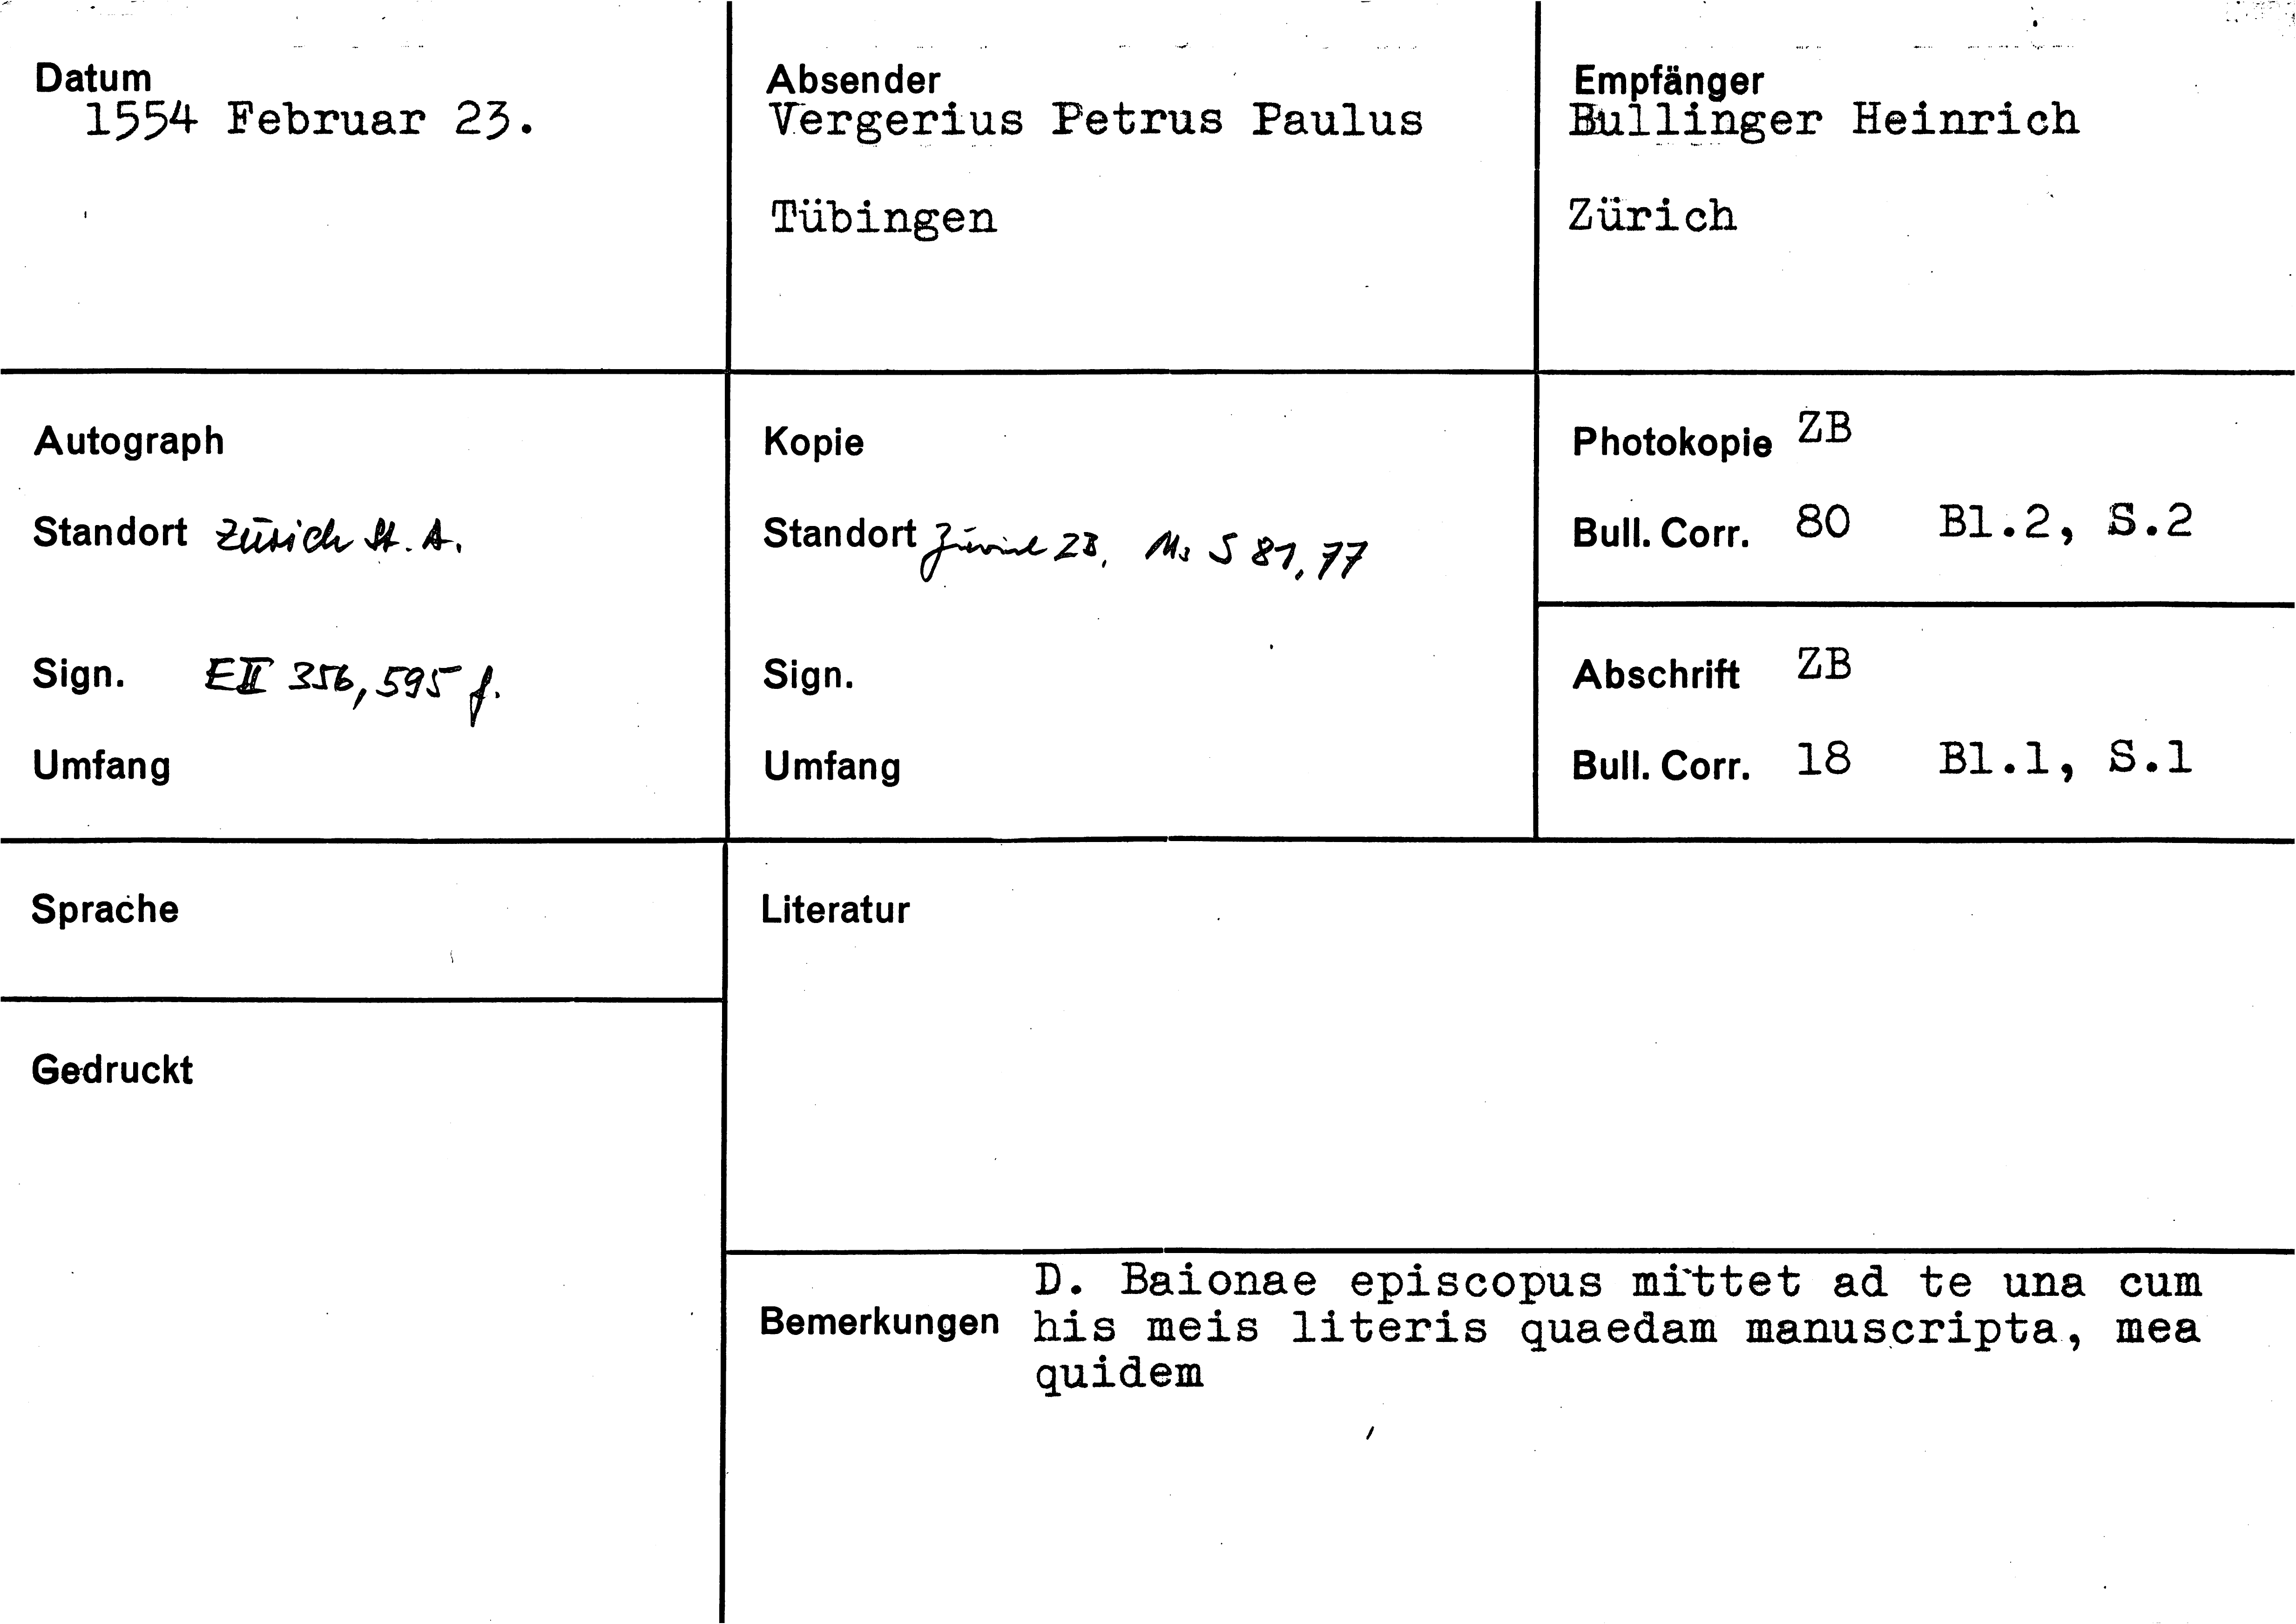 Datum
1554 Februar 23.
Absender
Vergerius Petrus Paulus
Tübingen
Empfänger
Bullinger Heinrich
Zürich
Autograph
Standort Zürich St. A.
Sign. EII 356, 595 f.
Umfang
Kopie
Standort Zürich ZB, Ms S 81, 77
Sign.
Umfang
Photokopie ZB
Bull. Corr. 80 Bl.2, S.2
Abschrift ZB
Bull. Corr. 18 Bl.1, S.1
Sprache
Gedruckt
Literatur
Bemerkungen
D. Baionae episcopus mittet ad te una cum
his meis literis quaedam manuscripta, mea
quidem